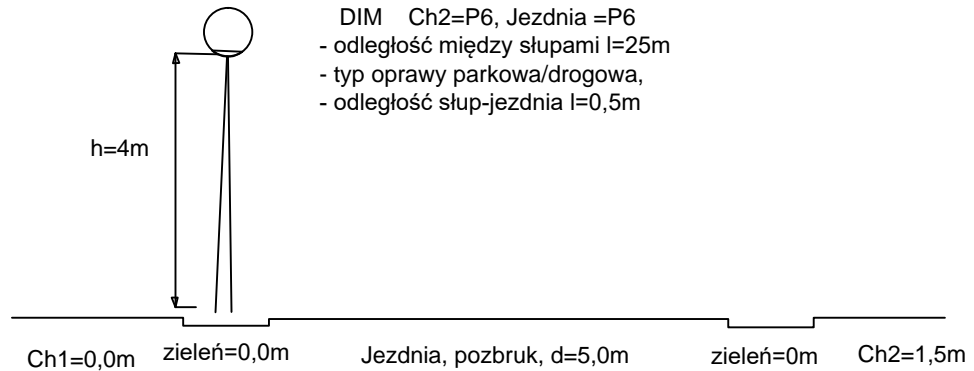 DIM Ch2=P6, Jezdnia =P6
- odległość między słupami l=25m
- typ oprawy parkowa/drogowa,
- odległość słup-jezdnia l=0,5m
h=4m
Ch1=0,0m zieleń=0,0m Jezdnia, pozbruk, d=5,0m zieleń=0m Ch2=1,5m